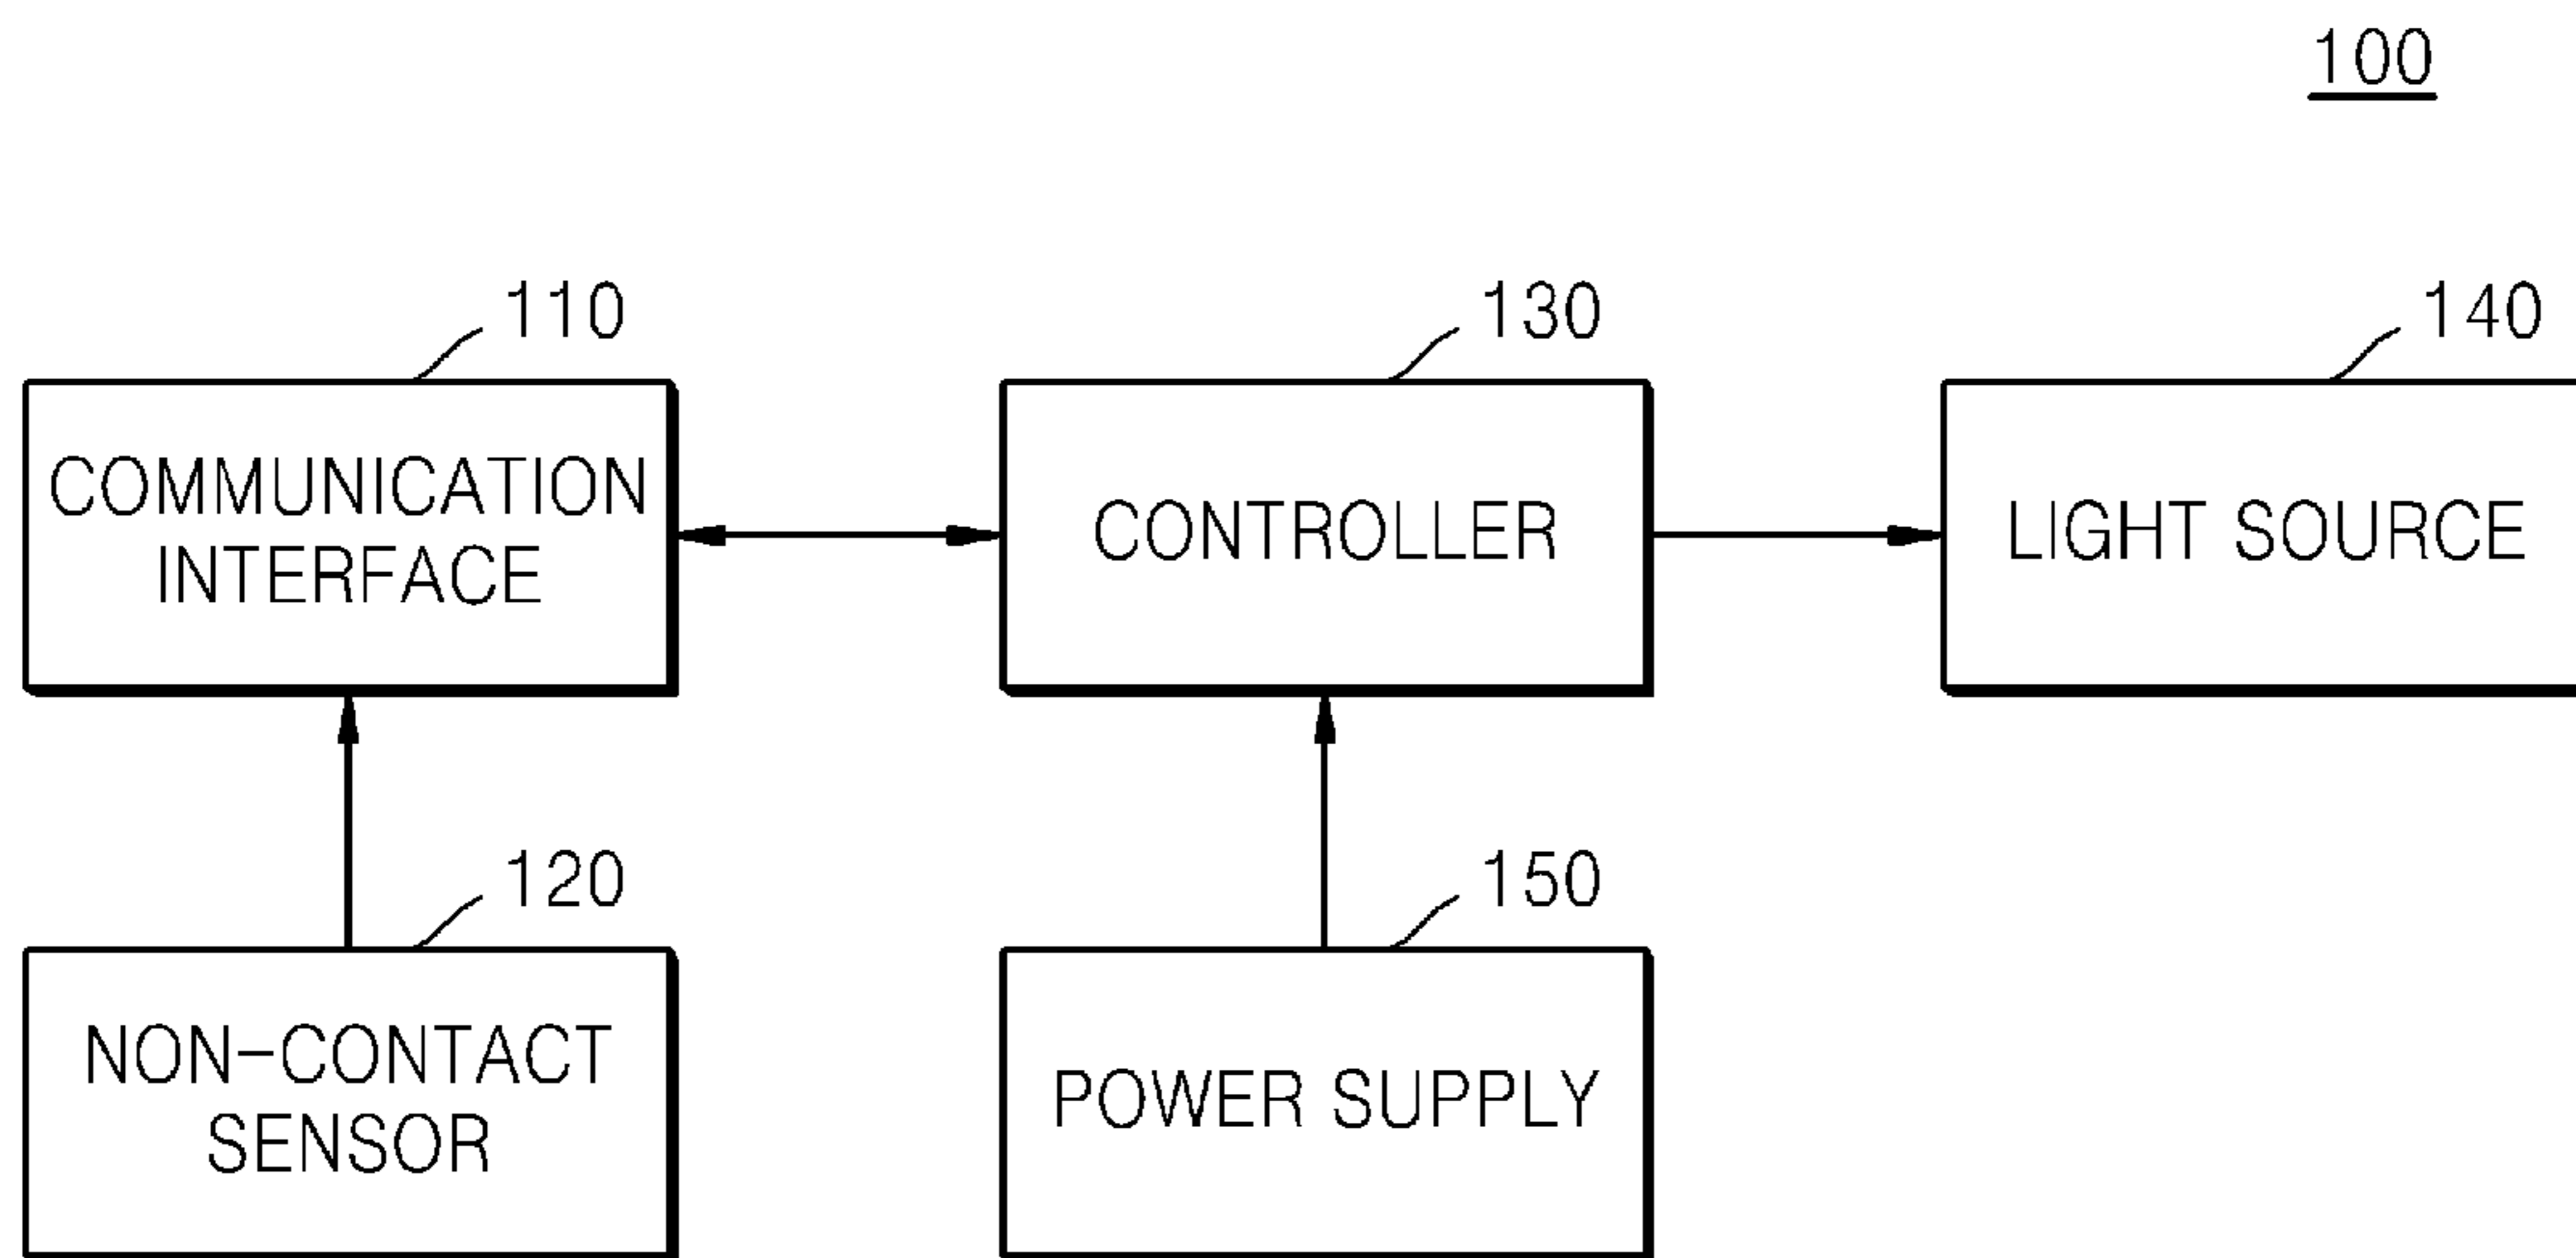 100
110
COMMUNICATION
INTERFACE
130
CONTROLLER
140
LIGHT SOURCE
120
NON-CONTACT
SENSOR
150
POWER SUPPLY